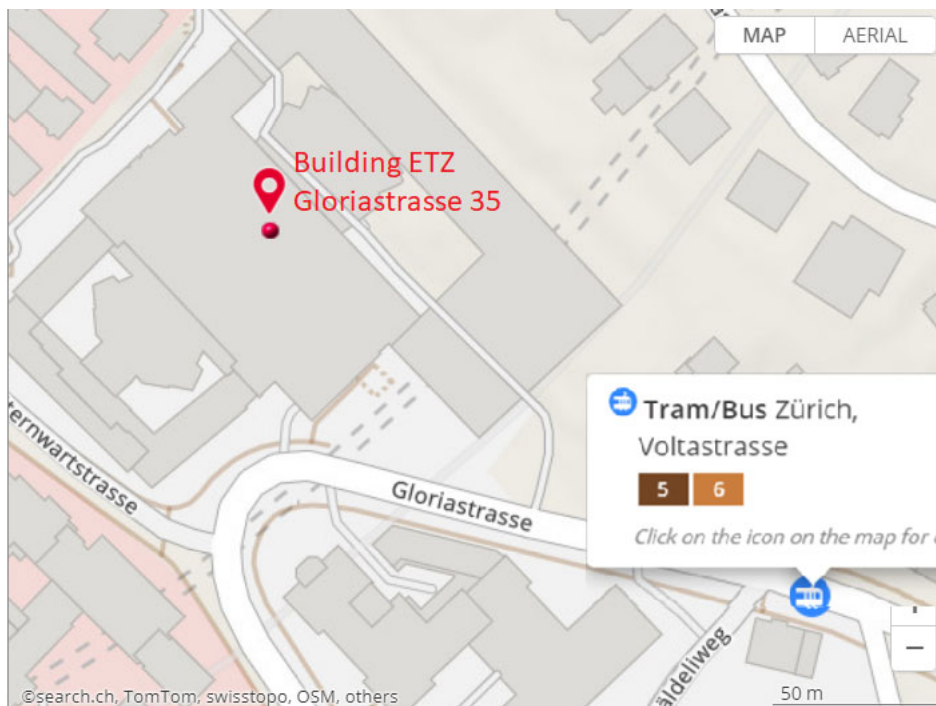 MAP
AERIAL
Building ETZ
Gloriastrasse 35
Tram/Bus Zürich,
Voltastrasse
5
6
Click on the icon on the map for
ternwartstrasse
Gloriastrasse
äldeliweg
50 m
©search.ch, TomTom, swisstopo, OSM, others